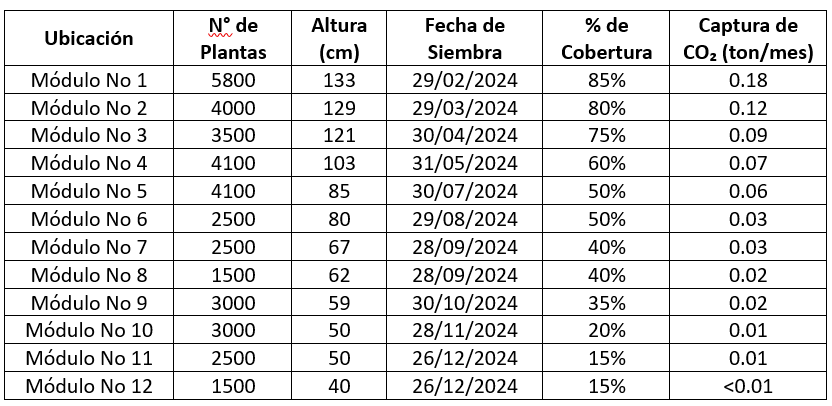 Ubicación N° de Plantas Altura (cm) Fecha de Siembra % de Cobertura Captura de CO₂ (ton/mes)
Módulo No 1 5800 133 29/02/2024 85% 0.18
Módulo No 2 4000 129 29/03/2024 80% 0.12
Módulo No 3 3500 121 30/04/2024 75% 0.09
Módulo No 4 4100 103 31/05/2024 60% 0.07
Módulo No 5 4100 85 30/07/2024 50% 0.06
Módulo No 6 2500 80 29/08/2024 50% 0.03
Módulo No 7 2500 67 28/09/2024 40% 0.03
Módulo No 8 1500 62 28/09/2024 40% 0.02
Módulo No 9 3000 59 30/10/2024 35% 0.02
Módulo No 10 3000 50 28/11/2024 20% 0.01
Módulo No 11 2500 50 26/12/2024 15% 0.01
Módulo No 12 1500 40 26/12/2024 15% <0.01